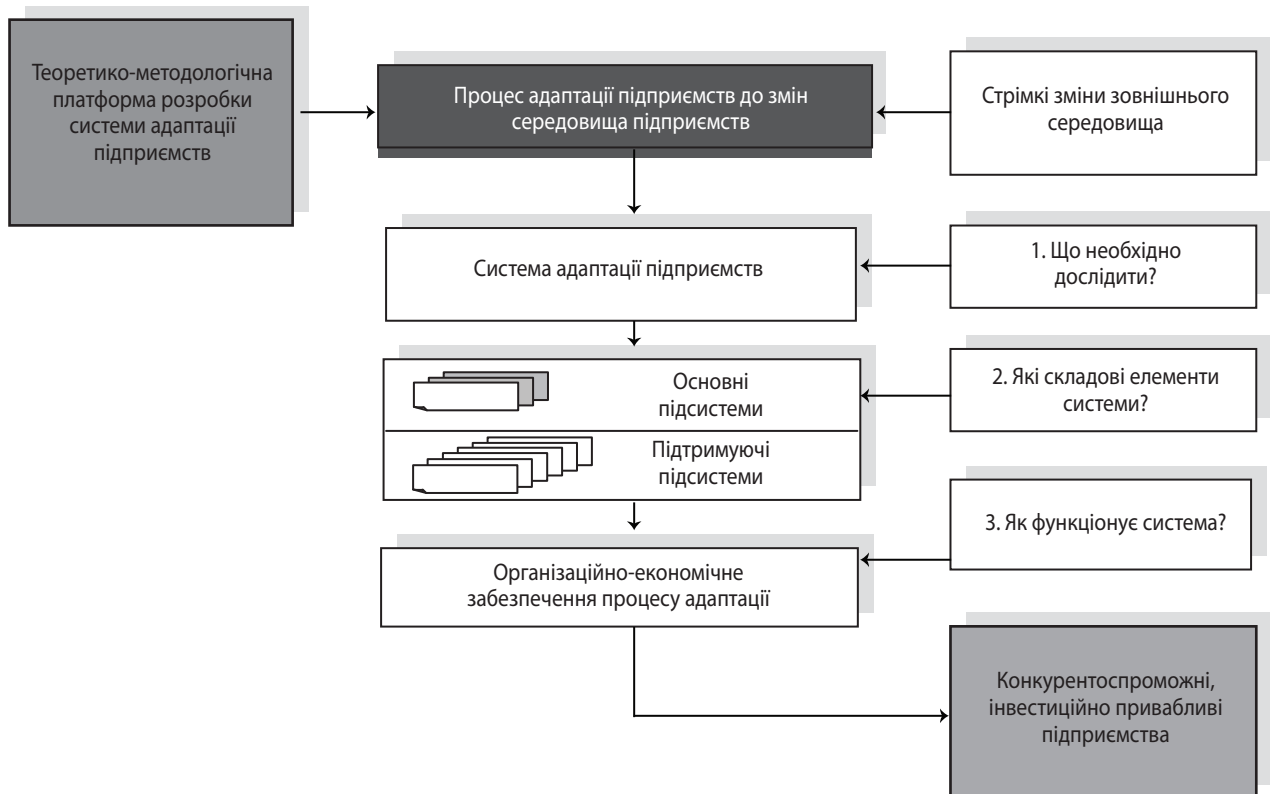 Теоретико-методологічна
платформа розробки
системи адаптації
підприємств
Процес адаптації підприємств до змін
середовища підприємств
Стрімкі зміни зовнішнього
середовища
Система адаптації підприємств
1. Що необхідно
дослідити?
Основні
підсистеми
2. Які складові елементи
системи?
Підтримуючі
підсистеми
3. Як функціонує система?
Організаційно-економічне
забезпечення процесу адаптації
Конкурентоспроможні,
інвестиційно привабливі
підприємства